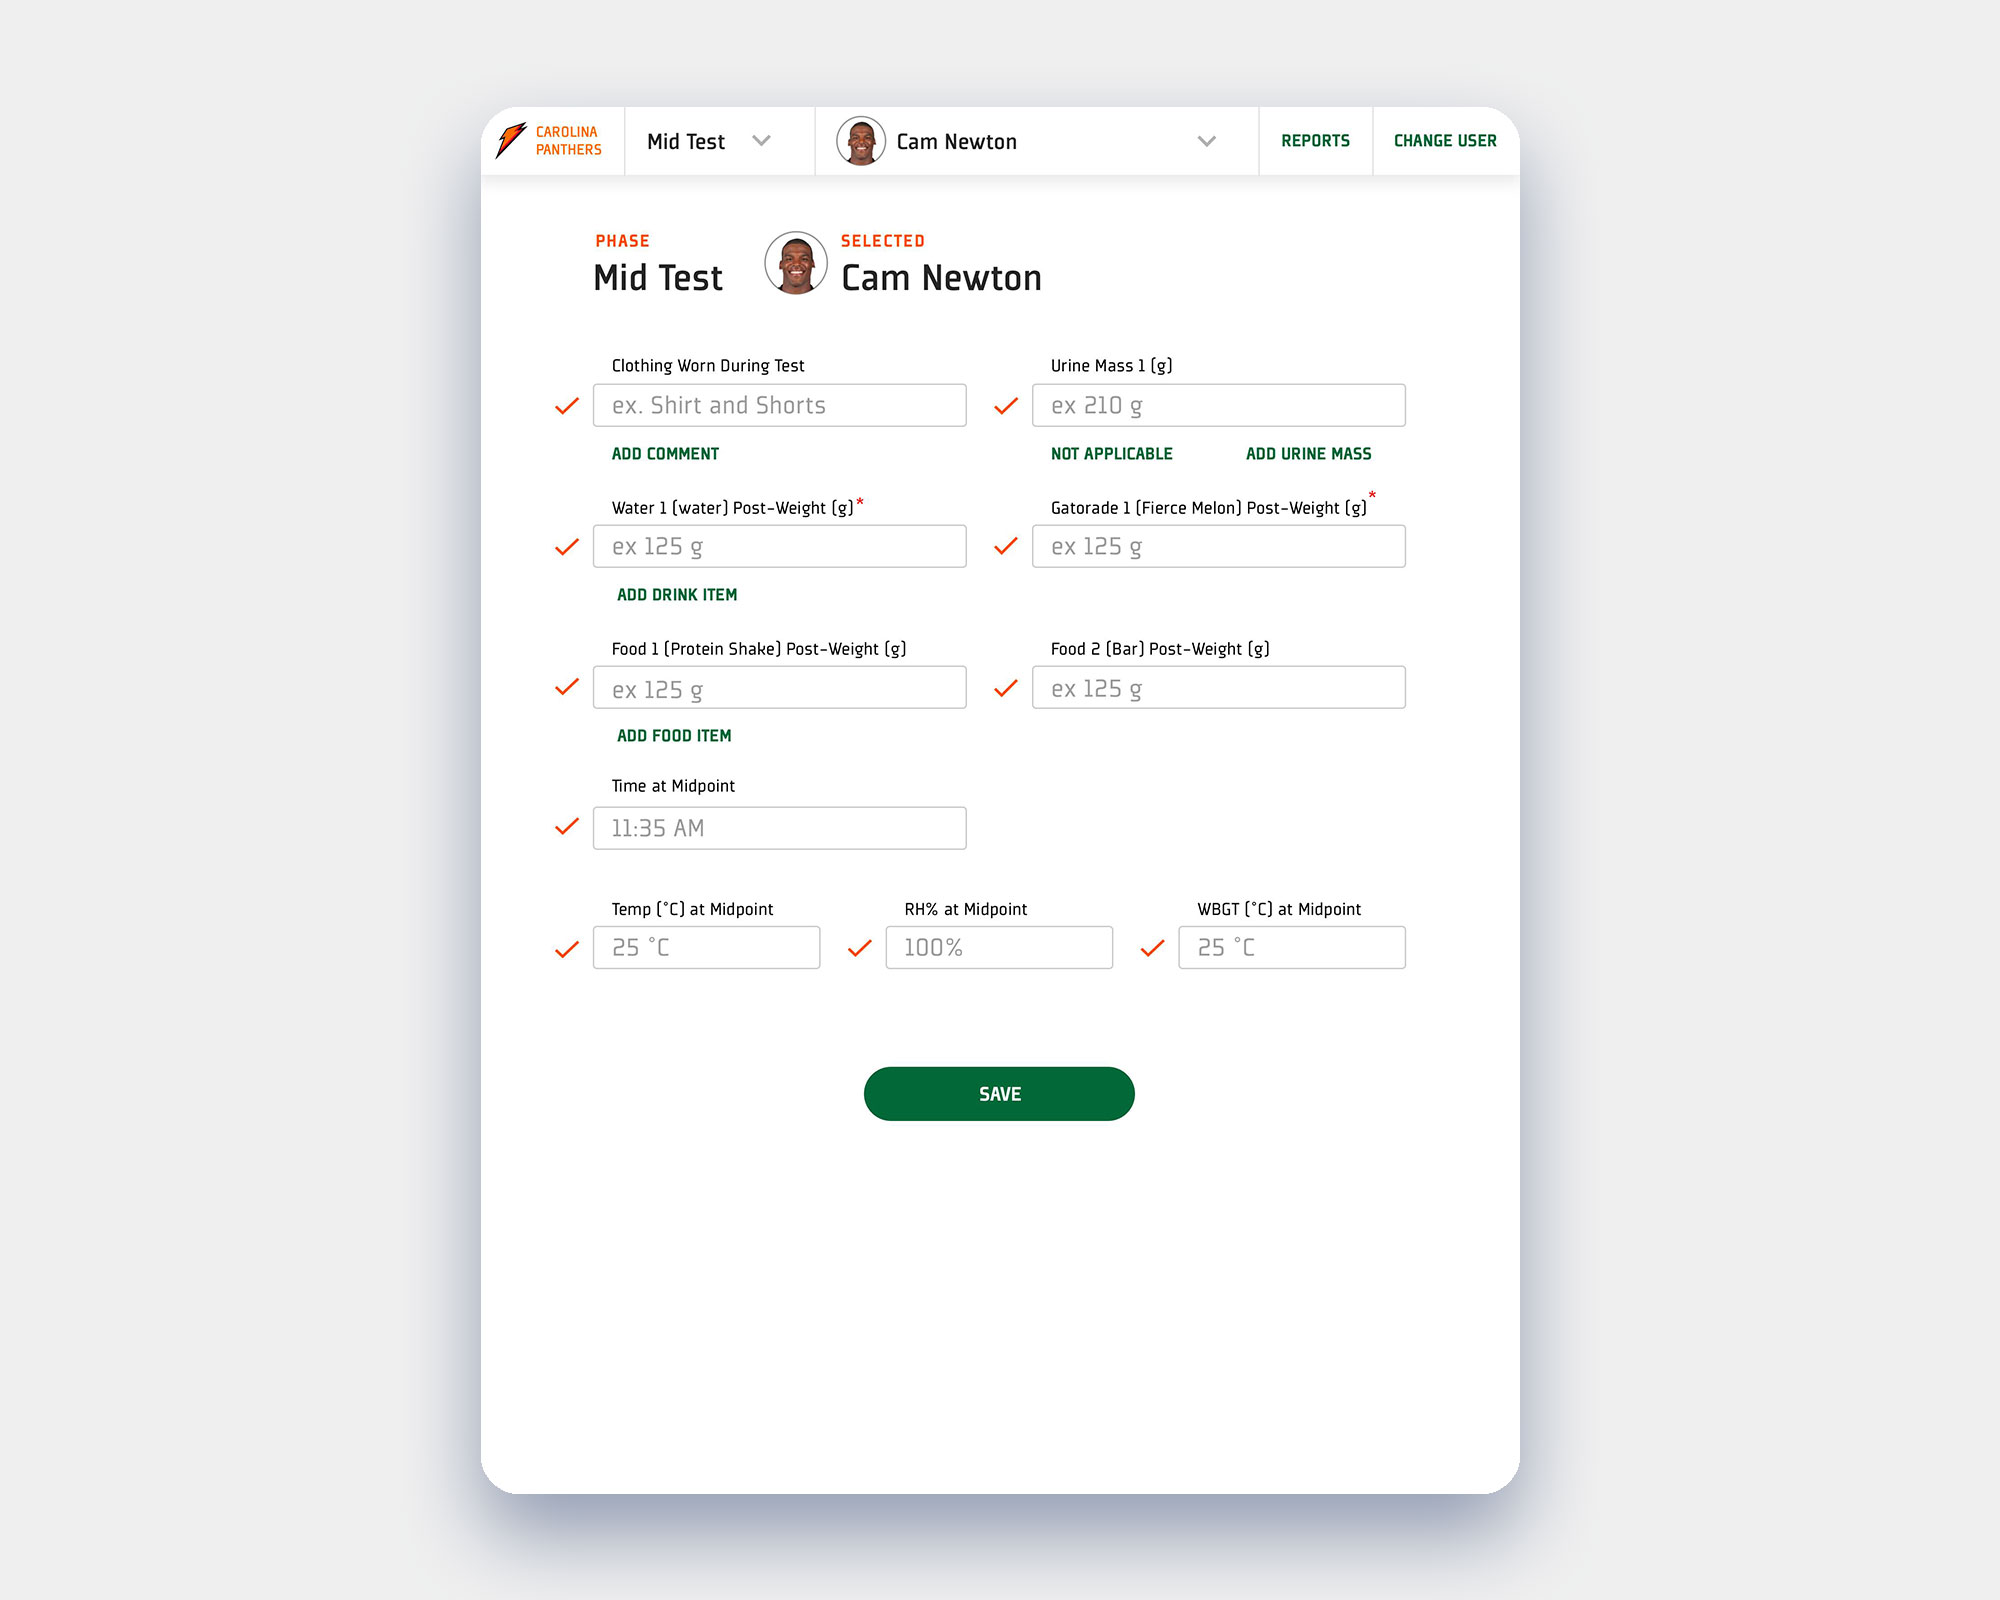 CAROLINA
PANTHERS
Mid Test
Cam Newton
REPORTS
CHANGE USER
PHASE
Mid Test
SELECTED
Cam Newton
Clothing Worn During Test
ex. Shirt and Shorts
ADD COMMENT
Urine Mass 1 (g)
ex 210 g
NOT APPLICABLE
ADD URINE MASS
Water 1 (water) Post-Weight (g)*
ex 125 g
Gatorade 1 (Fierce Melon) Post-Weight (g)*
ex 125 g
ADD DRINK ITEM
Food 1 (Protein Shake) Post-Weight (g)
ex 125 g
Food 2 (Bar) Post-Weight (g)
ex 125 g
ADD FOOD ITEM
Time at Midpoint
11:35 AM
Temp (°C) at Midpoint
25 °C
RH% at Midpoint
100%
WBGT (°C) at Midpoint
25 °C
SAVE